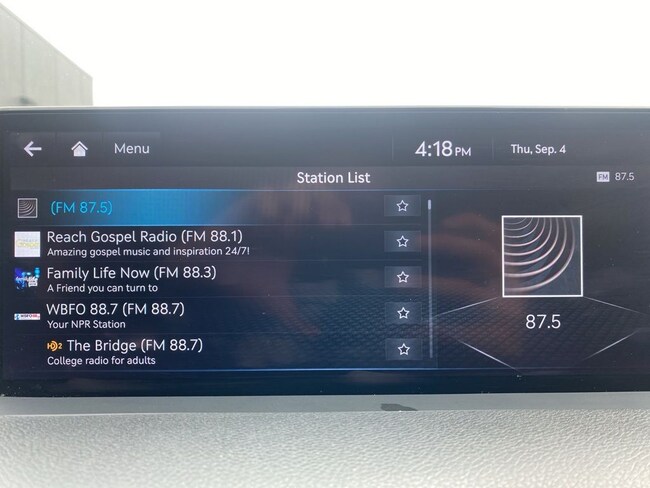 Menu
4:18 PM
Thu, Sep. 4
Station List
FM 87.5
(FM 87.5)
Reach Gospel Radio (FM 88.1)
Amazing gospel music and inspiration 24/7!
Family Life Now (FM 88.3)
A Friend you can turn to
WBFO 88.7 (FM 88.7)
Your NPR Station
HD2 The Bridge (FM 88.7)
College radio for adults
87.5